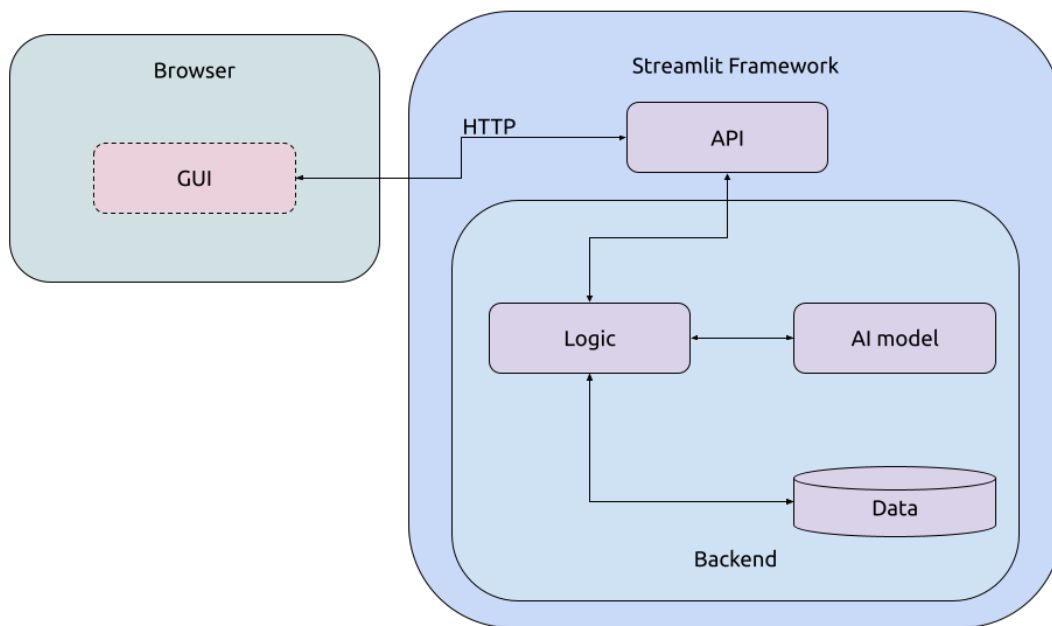 Browser
Streamlit Framework
HTTP
API
GUI
Logic
AI model
Data
Backend